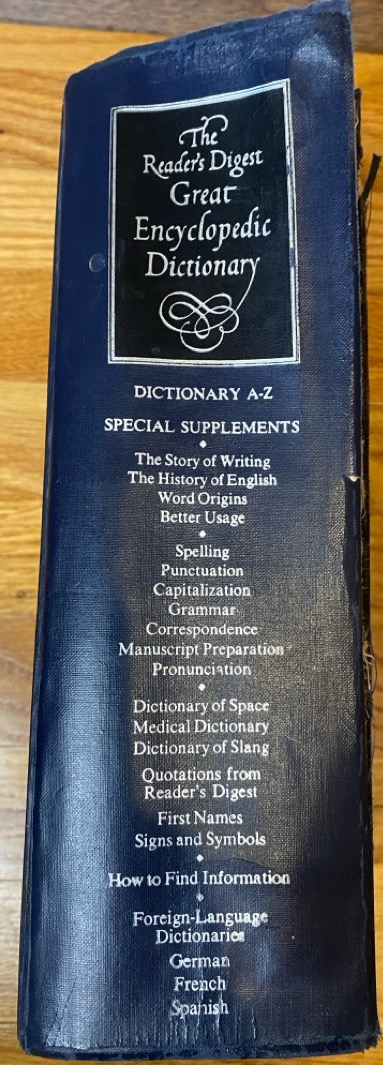 The
Reader's Digest
Great
Encyclopedic
Dictionary
DICTIONARY A-Z
SPECIAL SUPPLEMENTS
The Story of Writing
The History of English
Word Origins
Better Usage
Spelling
Punctuation
Capitalization
Grammar
Correspondence
Manuscript Preparation
Pronunciation
Dictionary of Space
Medical Dictionary
Dictionary of Slang
Quotations from
Reader's Digest
First Names
Signs and Symbols
How to Find Information
Foreign-Language
Dictionaries
German
French
Spanish